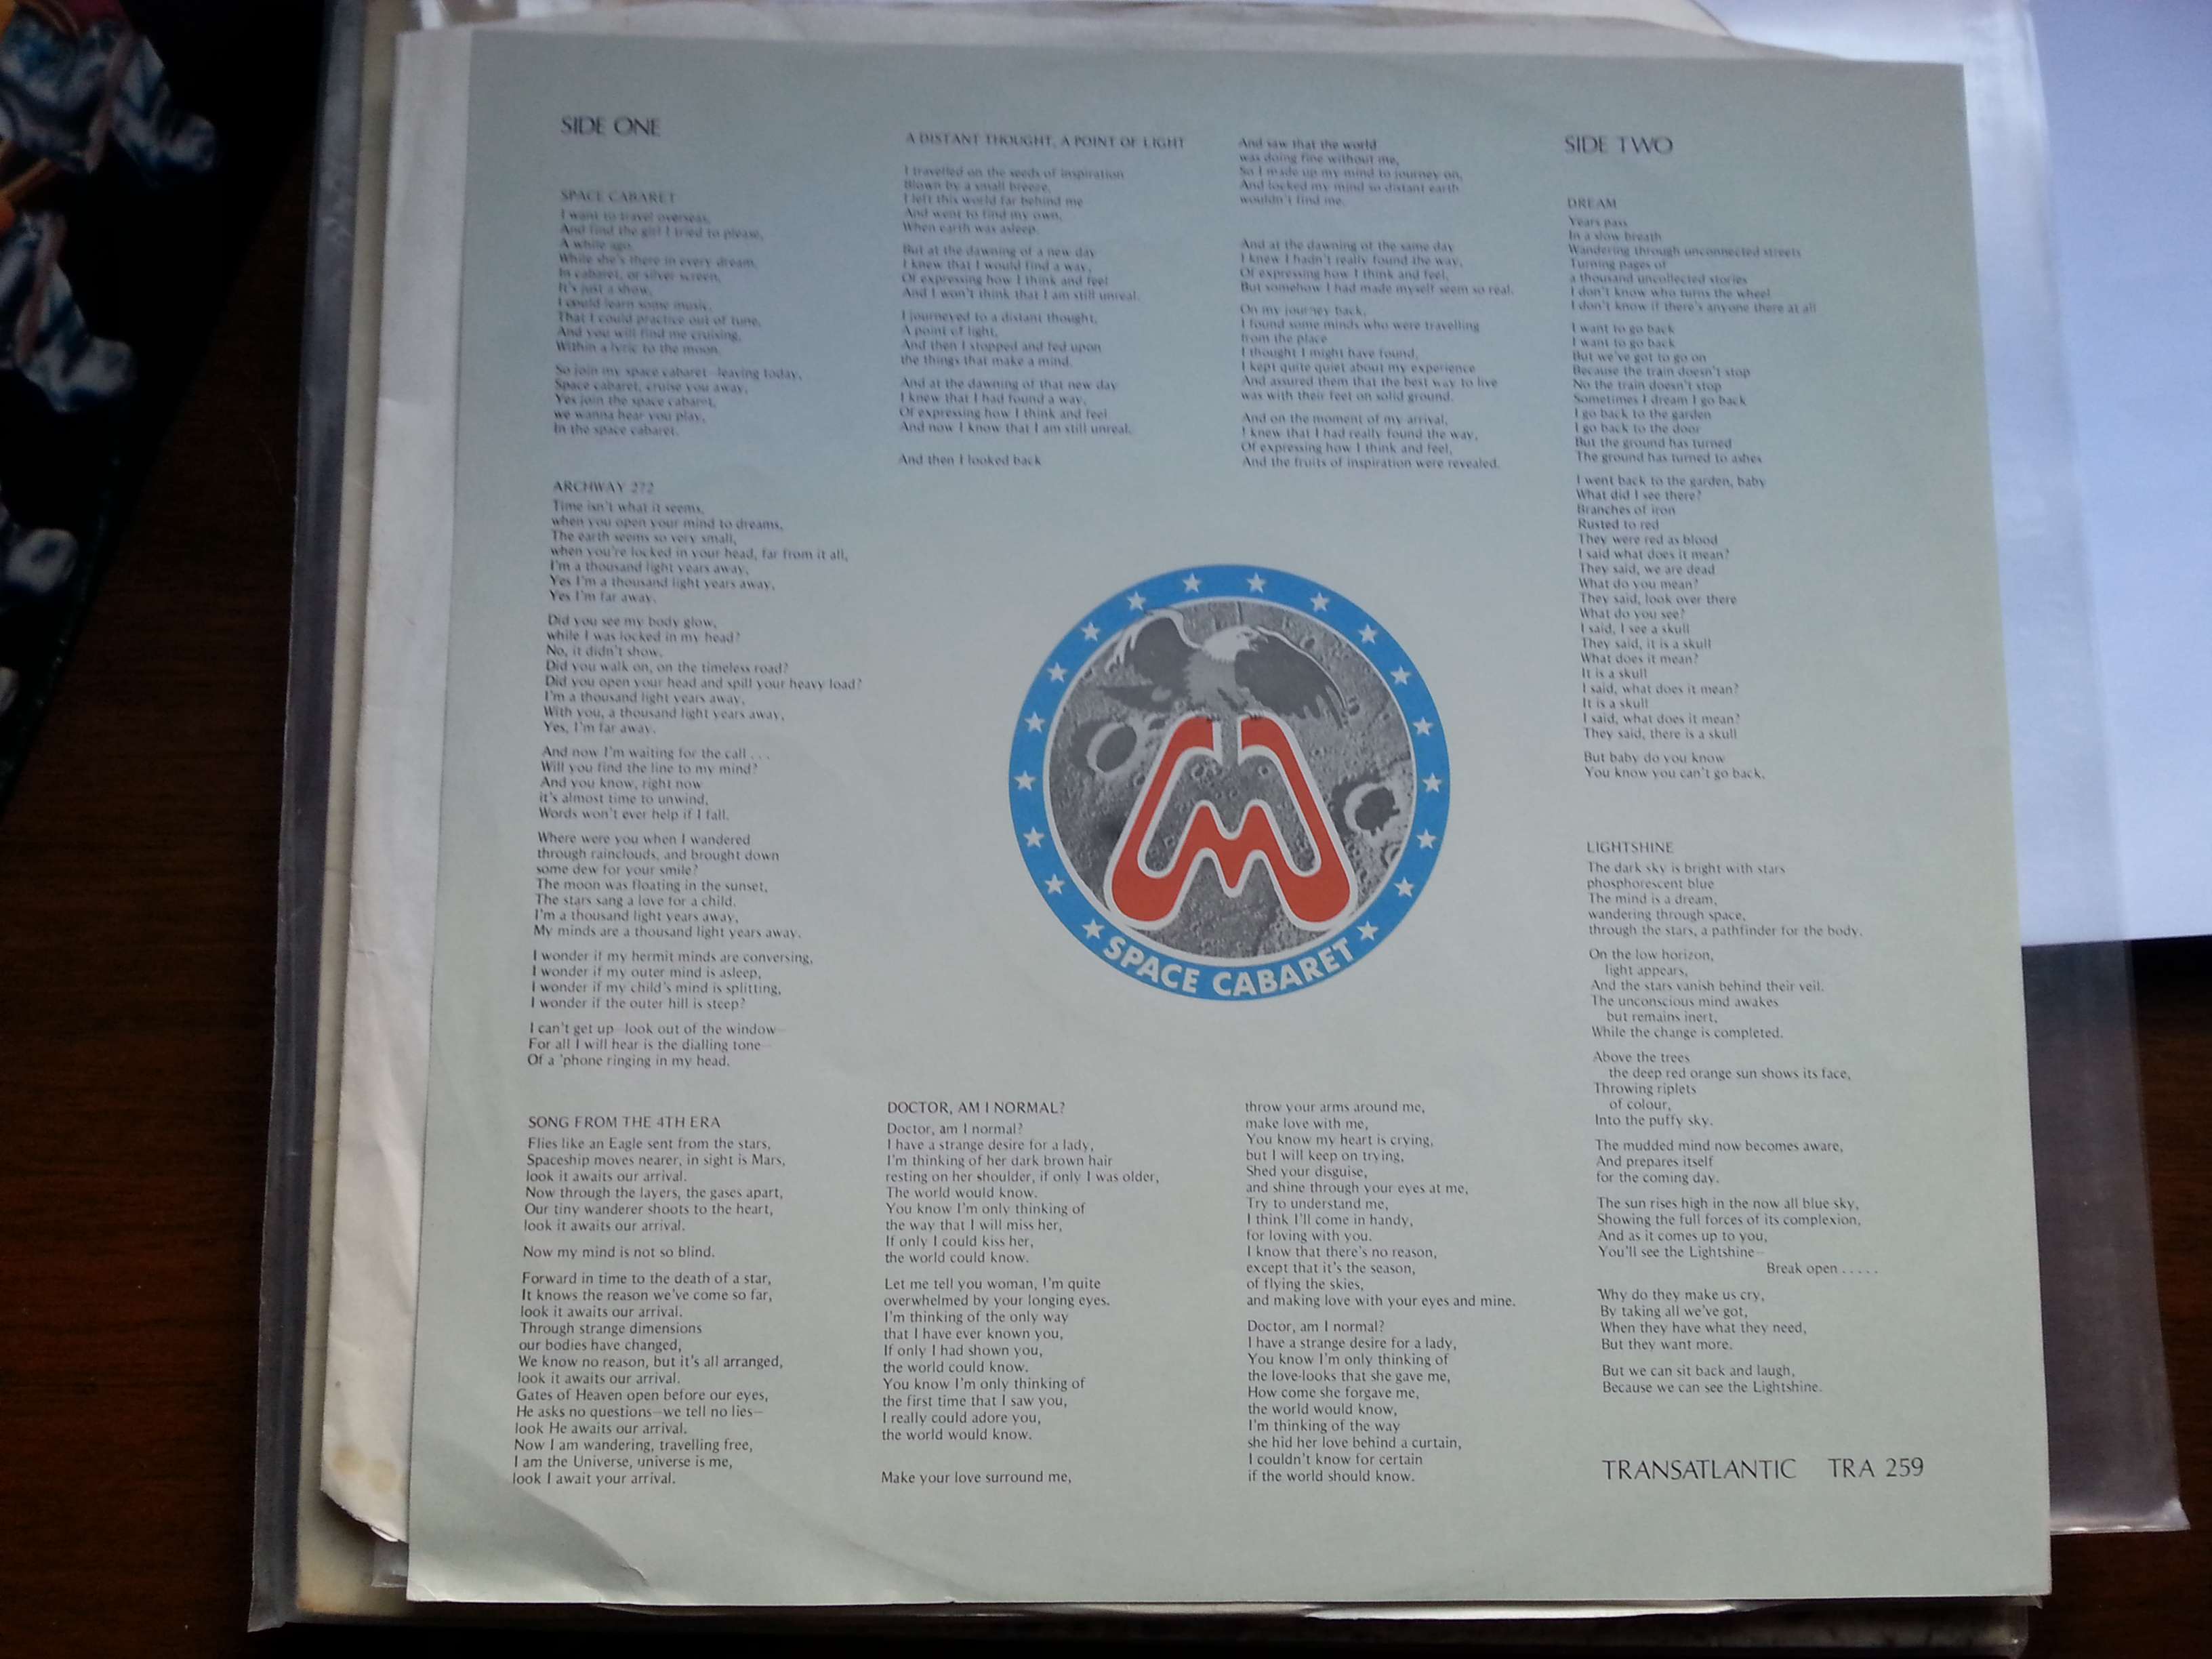 SIDE ONE
SPACE CABARET
I want to travel overseas,
And find the girl I tried to please,
A while ago.
While she's there in every dream.
In cabaret, or silver screen,
It's just a show.
I could learn some music,
That I could practice out of tune,
And you will find me cruising,
Within a lyric to the moon.
So join my space cabaret—leaving today,
Space cabaret, cruise you away,
Yes join the space cabaret,
we wanna hear you play,
In the space cabaret.
ARCHWAY 272
Time isn't what it seems,
when you open your mind to dreams,
The earth seems so very small,
when you're locked in your head, far from it all,
I'm a thousand light years away,
Yes I'm a thousand light years away,
Yes I'm far away.
Did you see my body glow,
while I was locked in my head?
No, it didn't show.
Did you walk on, on the timeless road?
Did you open your head and spill your heavy load?
I'm a thousand light years away,
With you, a thousand light years away,
Yes, I'm far away.
And now I'm waiting for the call . . .
Will you find the line to my mind?
And you know, right now
it's almost time to unwind,
Words won't ever help if I fall.
Where were you when I wandered
through rainclouds, and brought down
some dew for your smile?
The moon was floating in the sunset,
The stars sang a love for a child.
I'm a thousand light years away,
My minds are a thousand light years away.
I wonder if my hermit minds are conversing,
I wonder if my outer mind is asleep,
I wonder if my child's mind is splitting,
I wonder if the outer hill is steep?
I can't get up—look out of the window—
For all I will hear is the dialling tone—
Of a 'phone ringing in my head.
SONG FROM THE 4TH ERA
Flies like an Eagle sent from the stars,
Spaceship moves nearer, in sight is Mars,
look it awaits our arrival.
Now through the layers, the gases apart,
Our tiny wanderer shoots to the heart,
look it awaits our arrival.
Now my mind is not so blind.
Forward in time to the death of a star,
It knows the reason we've come so far,
look it awaits our arrival.
Through strange dimensions
our bodies have changed,
We know no reason, but it's all arranged,
look it awaits our arrival.
Gates of Heaven open before our eyes,
He asks no questions—we tell no lies—
look He awaits our arrival.
Now I am wandering, travelling free,
I am the Universe, universe is me,
look I await your arrival.
A DISTANT THOUGHT, A POINT OF LIGHT
I travelled on the seeds of inspiration
Blown by a small breeze,
I left this world far behind me
And went to find my own,
When earth was asleep.
But at the dawning of a new day
I knew that I would find a way,
Of expressing how I think and feel
And I won't think that I am still unreal.
I journeyed to a distant thought,
A point of light,
And then I stopped and fed upon
the things that make a mind.
And at the dawning of that new day
I knew that I had found a way,
Of expressing how I think and feel
And now I know that I am still unreal.
And then I looked back
And saw that the world
was doing fine without me,
So I made up my mind to journey on,
And locked my mind so distant earth
wouldn't find me.
And at the dawning of the same day
I knew I hadn't really found the way,
Of expressing how I think and feel,
But somehow I had made myself seem so real.
On my journey back,
I found some minds who were travelling
from the place
I thought I might have found,
I kept quite quiet about my experience
And assured them that the best way to live
was with their feet on solid ground.
And on the moment of my arrival,
I knew that I had really found the way,
Of expressing how I think and feel,
And the fruits of inspiration were revealed.
SPACE CABARET
DOCTOR, AM I NORMAL?
Doctor, am I normal?
I have a strange desire for a lady,
I'm thinking of her dark brown hair
resting on her shoulder, if only I was older,
The world would know.
You know I'm only thinking of
the way that I will miss her,
If only I could kiss her,
the world could know.
Let me tell you woman, I'm quite
overwhelmed by your longing eyes.
I'm thinking of the only way
that I have ever known you,
If only I had shown you,
the world could know.
You know I'm only thinking of
the first time that I saw you,
I really could adore you,
the world would know.
Make your love surround me,
throw your arms around me,
make love with me,
You know my heart is crying,
but I will keep on trying,
Shed your disguise,
and shine through your eyes at me,
Try to understand me,
I think I'll come in handy,
for loving with you.
I know that there's no reason,
except that it's the season,
of flying the skies,
and making love with your eyes and mine.
Doctor, am I normal?
I have a strange desire for a lady,
You know I'm only thinking of
the love-looks that she gave me,
How come she forgave me,
the world would know,
I'm thinking of the way
she hid her love behind a curtain,
I couldn't know for certain
if the world should know.
SIDE TWO
DREAM
Years pass
In a slow breath
Wandering through unconnected streets
Turning pages of
a thousand uncollected stories
I don't know who turns the wheel
I don't know if there's anyone there at all
I want to go back
I want to go back
But we've got to go on
Because the train doesn't stop
No the train doesn't stop
Sometimes I dream I go back
I go back to the garden
I go back to the door
But the ground has turned
The ground has turned to ashes
I went back to the garden, baby
What did I see there?
Branches of iron
Rusted to red
They were red as blood
I said what does it mean?
They said, we are dead
What do you mean?
They said, look over there
What do you see?
I said, I see a skull
They said, it is a skull
What does it mean?
It is a skull
I said, what does it mean?
It is a skull
I said, what does it mean?
They said, there is a skull
But baby do you know
You know you can't go back.
LIGHTSHINE
The dark sky is bright with stars
phosphorescent blue
The mind is a dream,
wandering through space,
through the stars, a pathfinder for the body.
On the low horizon,
light appears,
And the stars vanish behind their veil.
The unconscious mind awakes
but remains inert,
While the change is completed.
Above the trees
the deep red orange sun shows its face,
Throwing riplets
of colour,
Into the puffy sky.
The mudded mind now becomes aware,
And prepares itself
for the coming day.
The sun rises high in the now all blue sky,
Showing the full forces of its complexion,
And as it comes up to you,
You'll see the Lightshine—
Break open . . . . .
Why do they make us cry,
By taking all we've got,
When they have what they need,
But they want more.
But we can sit back and laugh,
Because we can see the Lightshine.
TRANSATLANTIC TRA 259